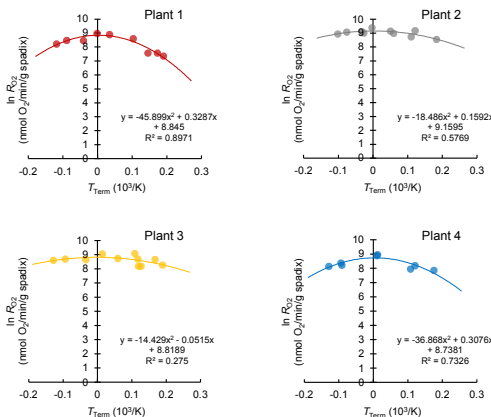 Plant 1
ln R_O2
(nmol O2/min/g spadix)
10
9
8
7
6
5
4
3
2
1
0
y = -45.899x² + 0.3287x
+ 8.845
R² = 0.8971
-0.2 -0.1 0 0.1 0.2 0.3
T_Term (10³/K)
Plant 2
ln R_O2
(nmol O2/min/g spadix)
10
9
8
7
6
5
4
3
2
1
0
y = -18.486x² + 0.1592x
+ 9.1595
R² = 0.5769
-0.2 -0.1 0 0.1 0.2 0.3
T_Term (10³/K)
Plant 3
ln R_O2
(nmol O2/min/g spadix)
10
9
8
7
6
5
4
3
2
1
0
y = -14.429x² - 0.0515x
+ 8.8189
R² = 0.275
-0.2 -0.1 0 0.1 0.2 0.3
T_Term (10³/K)
Plant 4
ln R_O2
(nmol O2/min/g spadix)
10
9
8
7
6
5
4
3
2
1
0
y = -36.868x² + 0.3076x
+ 8.7381
R² = 0.7326
-0.2 -0.1 0 0.1 0.2 0.3
T_Term (10³/K)